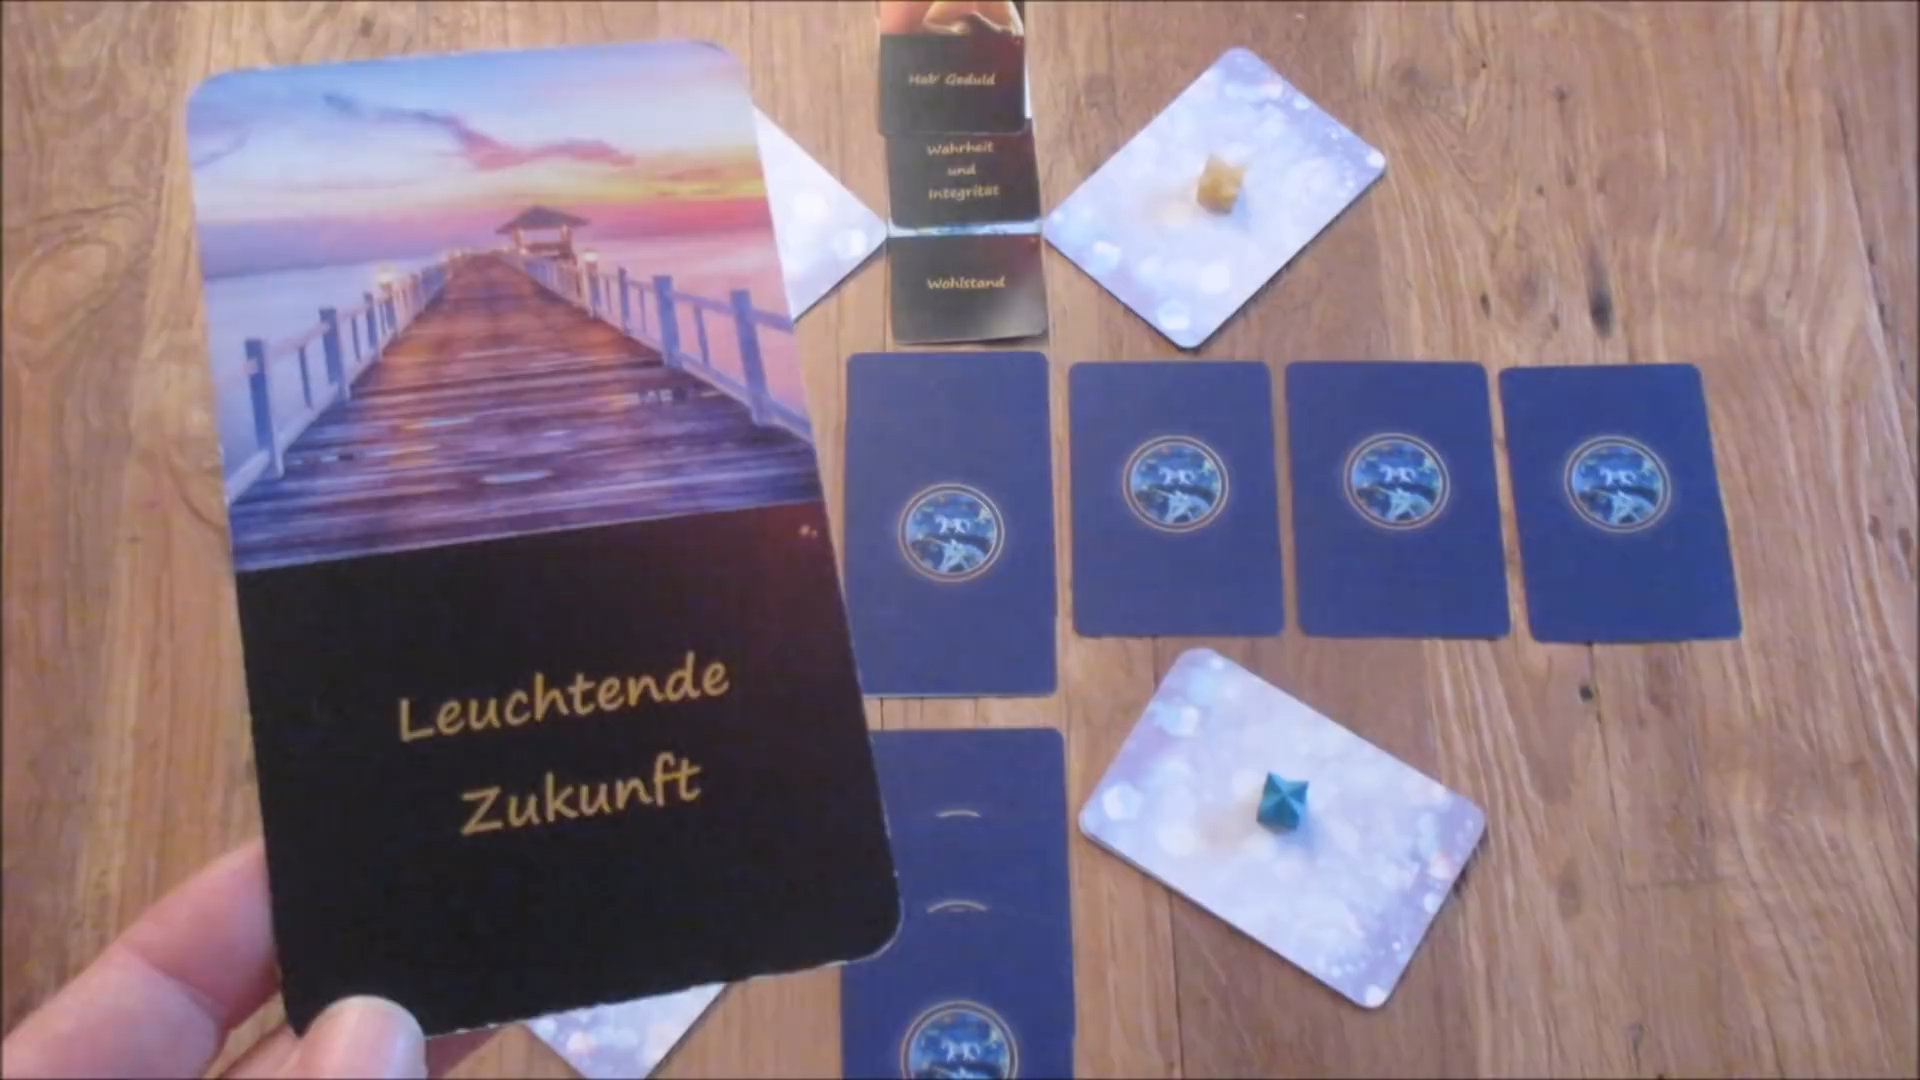 Leuchtende
Zukunft
Hab' Geduld
Wahrheit
und
Integrität
Wohlstand